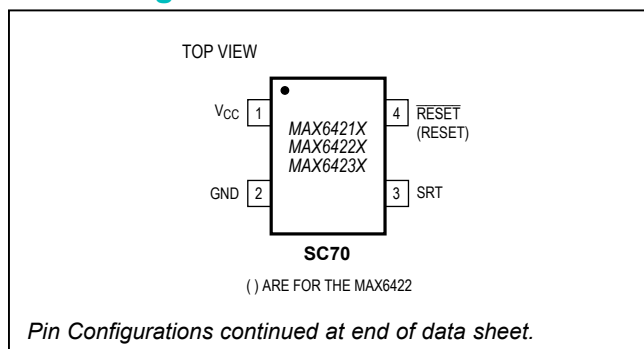 TOP VIEW
VCC 1
MAX6421X
MAX6422X
MAX6423X
4 RESET
(RESET)
GND 2
3 SRT
SC70
( ) ARE FOR THE MAX6422
Pin Configurations continued at end of data sheet.